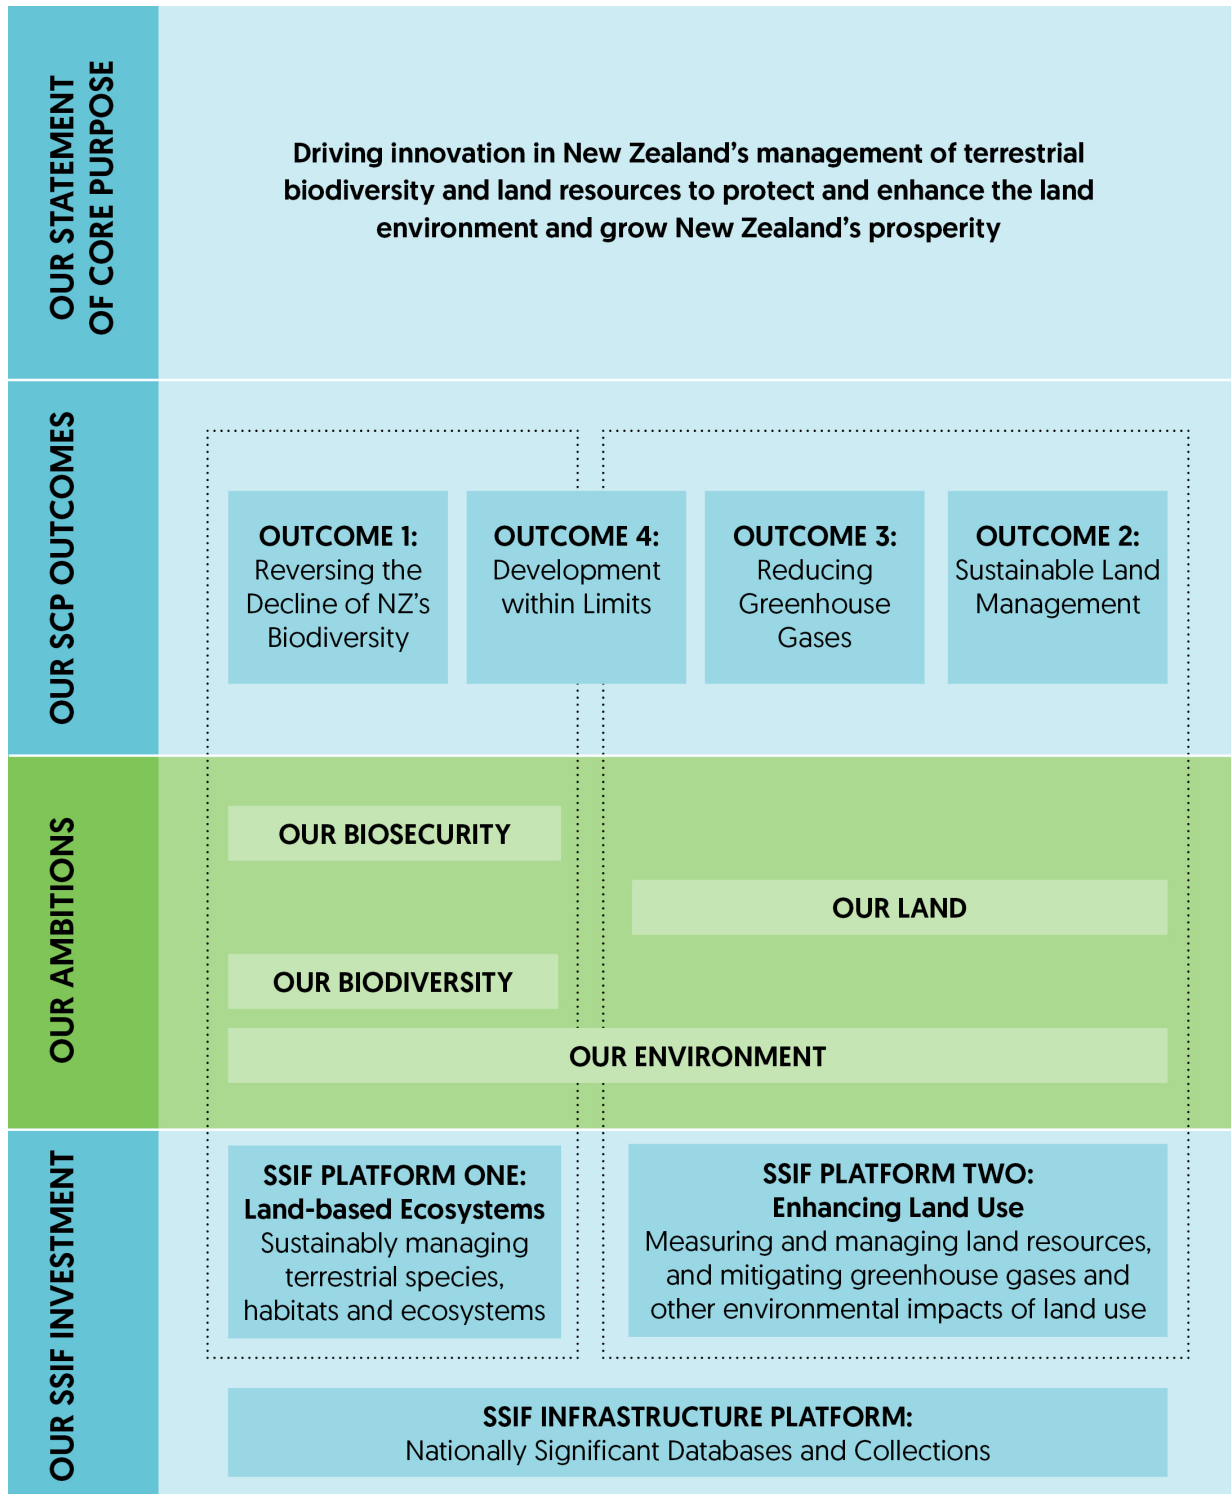 OUR STATEMENT
OF CORE PURPOSE
Driving innovation in New Zealand’s management of terrestrial
biodiversity and land resources to protect and enhance the land
environment and grow New Zealand’s prosperity
OUR SCP OUTCOMES
OUTCOME 1:
Reversing the
Decline of NZ’s
Biodiversity
OUTCOME 4:
Development
within Limits
OUTCOME 3:
Reducing
Greenhouse
Gases
OUTCOME 2:
Sustainable Land
Management
OUR AMBITIONS
OUR BIOSECURITY
OUR LAND
OUR BIODIVERSITY
OUR ENVIRONMENT
OUR SSIF INVESTMENT
SSIF PLATFORM ONE:
Land-based Ecosystems
Sustainably managing
terrestrial species,
habitats and ecosystems
SSIF PLATFORM TWO:
Enhancing Land Use
Measuring and managing land resources,
and mitigating greenhouse gases and
other environmental impacts of land use
SSIF INFRASTRUCTURE PLATFORM:
Nationally Significant Databases and Collections